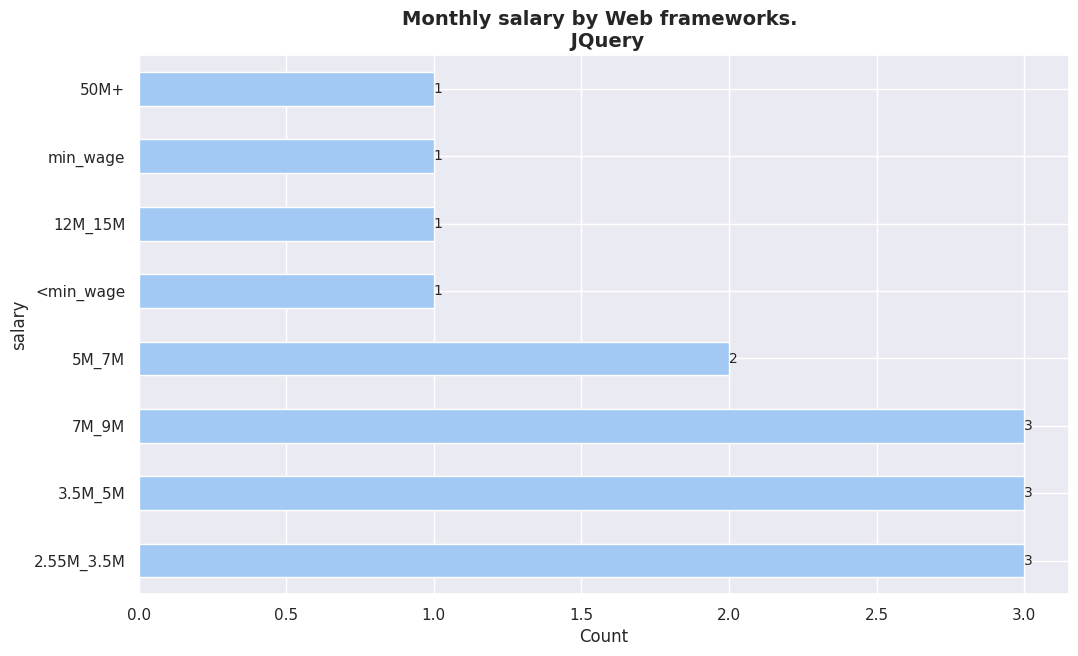 Monthly salary by Web frameworks.
JQuery
50M+
1
min_wage
1
12M_15M
1
<min_wage
1
salary
5M_7M
2
7M_9M
3
3.5M_5M
3
2.55M_3.5M
3
0.0 0.5 1.0 1.5 2.0 2.5 3.0
Count